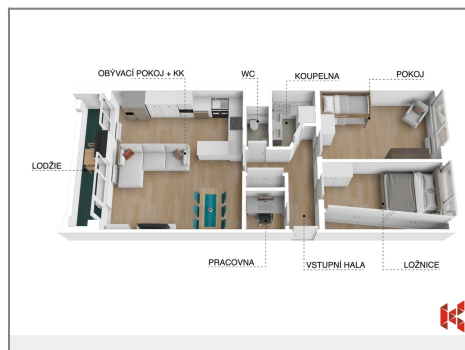 OBÝVACÍ POKOJ + KK
WC
KOUPELNA
POKOJ
LODŽIE
PRACOVNA
VSTUPNÍ HALA
LOŽNICE